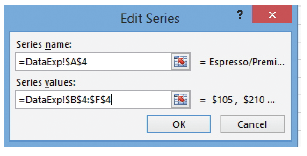 Edit Series
? ×
Series name:
=DataExp!$A$4 = Espresso/Premi...
Series values:
=DataExp!$B$4:$F$4 = $105, $210 ...
OK Cancel